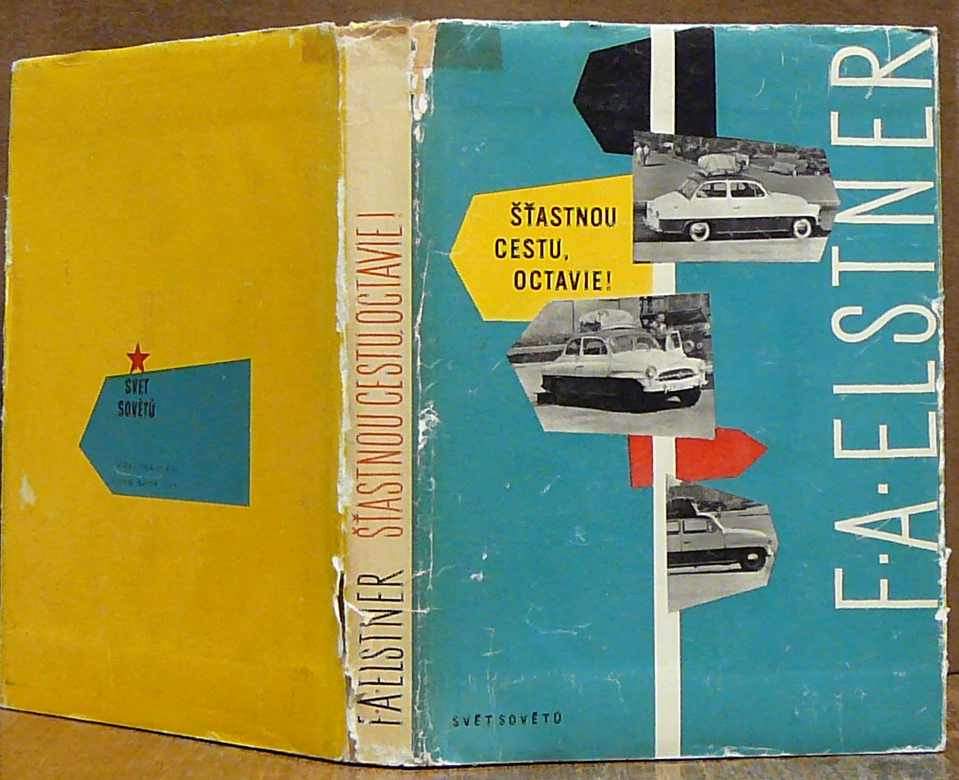 SVĚT
SOVĚTŮ
F·A·ELSTNER ŠŤASTNOU CESTU, OCTAVIE!
ŠŤASTNOU
CESTU,
OCTAVIE!
F·A·ELSTNER
SVĚT SOVĚTŮ